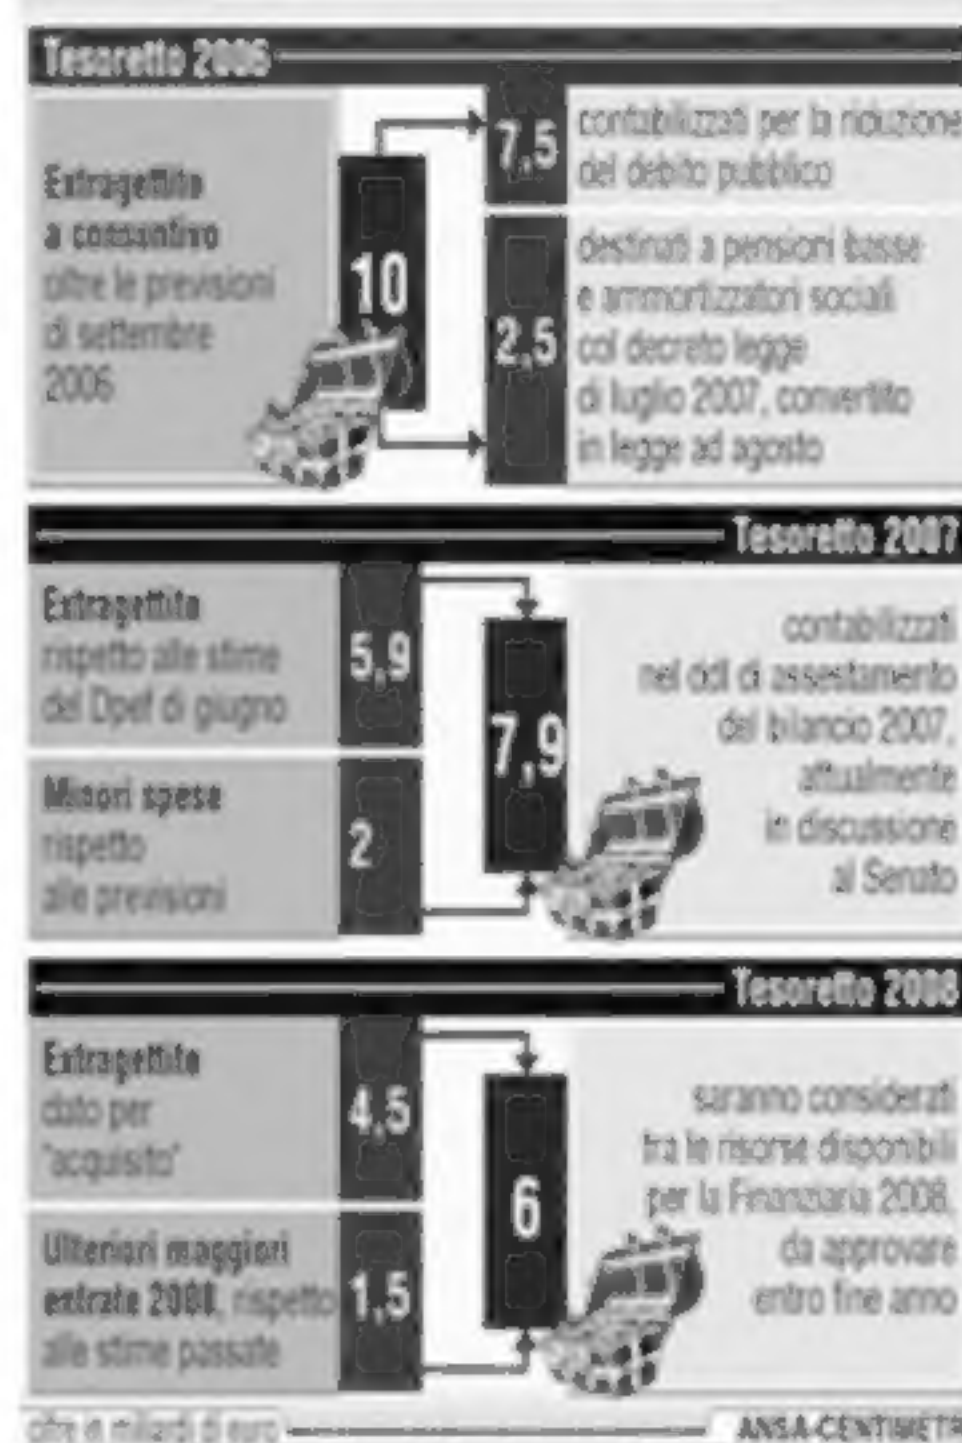 Tesoretto 2006
Extragettito
a consuntivo
oltre le previsioni
di settembre
2006
10
7,5
contabilizzati per la riduzione
del debito pubblico
2,5
destinati a pensioni basse
e ammortizzatori sociali
col decreto legge
di luglio 2007, convertito
in legge ad agosto
Tesoretto 2007
Extragettito
rispetto alle stime
del Dpef di giugno
5,9
Minori spese
rispetto
alle previsioni
2
7,9
contabilizzati
nel ddl di assestamento
del bilancio 2007,
attualmente
in discussione
al Senato
Tesoretto 2008
Extragettito
dato per
"acquisito"
4,5
Ulteriori maggiori
entrate 2008, rispetto
alle stime passate
1,5
6
saranno considerati
tra le risorse disponibili
per la Finanziaria 2008,
da approvare
entro fine anno
cifre in miliardi di euro
ANSA-CENTIMETR